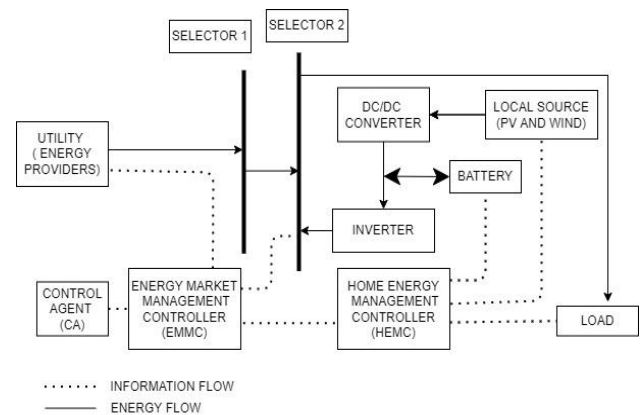 SELECTOR 1
SELECTOR 2
DC/DC
CONVERTER
LOCAL SOURCE
(PV AND WIND)
UTILITY
( ENERGY
PROVIDERS)
BATTERY
INVERTER
CONTROL
AGENT
(CA)
ENERGY MARKET
MANAGEMENT
CONTROLLER
(EMMC)
HOME ENERGY
MANAGEMENT
CONTROLLER
(HEMC)
LOAD
INFORMATION FLOW
ENERGY FLOW